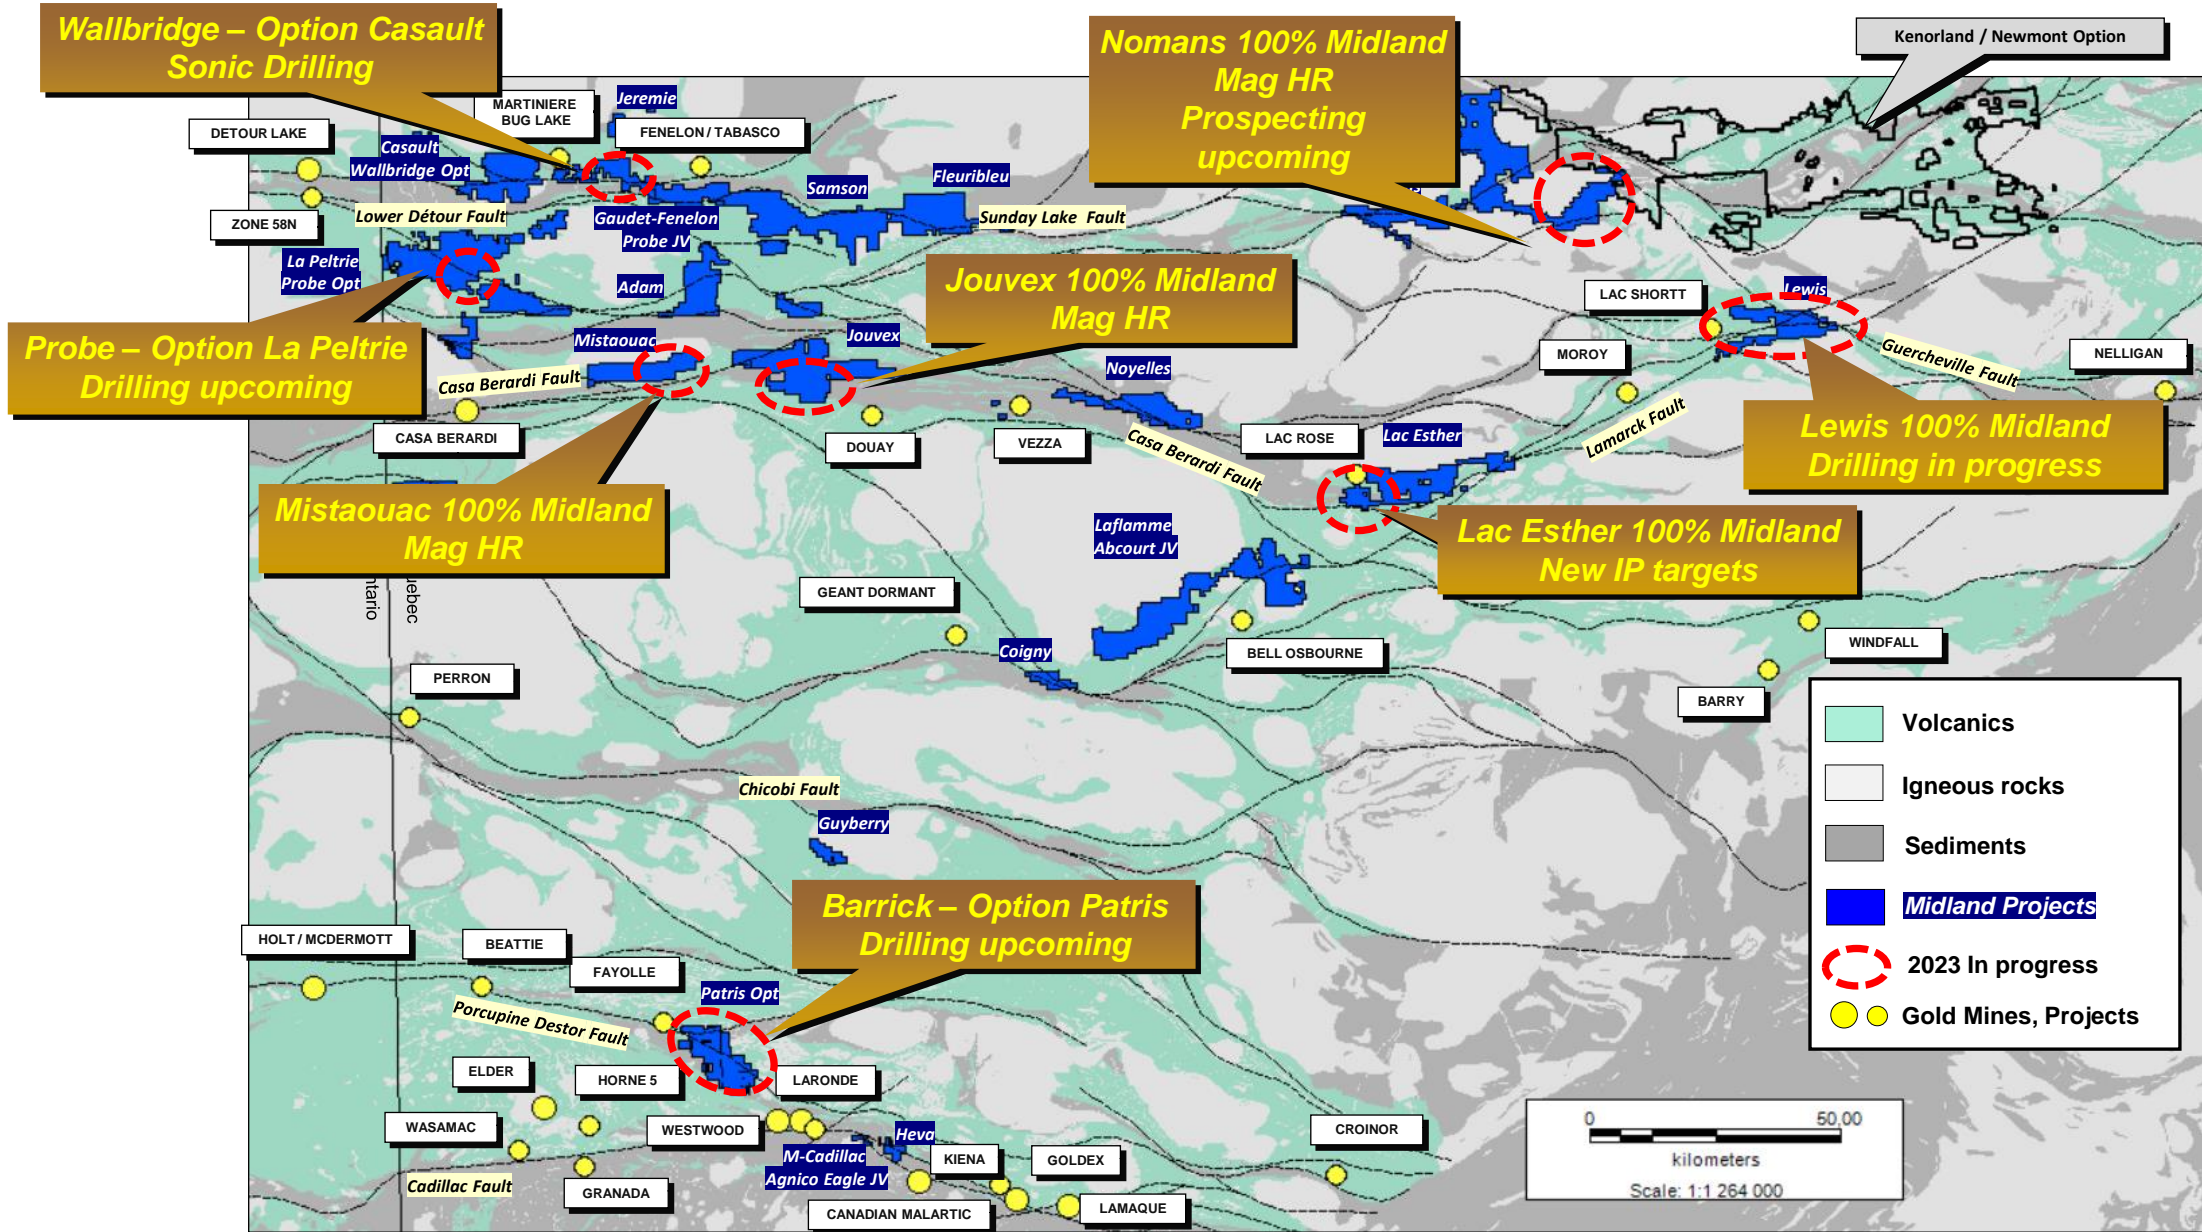 Wallbridge – Option Casault
Sonic Drilling
Nomans 100% Midland
Mag HR
Prospecting
upcoming
Kenorland / Newmont Option
MARTINIERE
BUG LAKE
Jeremie
DETOUR LAKE
FENELON / TABASCO
Casault
Wallbridge Opt
Samson
Fleuribleu
ZONE 58N
Lower Détour Fault
Gaudet-Fenelon
Probe JV
Sunday Lake Fault
La Peltrie
Probe Opt
Adam
Jouvex 100% Midland
Mag HR
LAC SHORTT
Lewis
Probe – Option La Peltrie
Drilling upcoming
Mistaouac
Jouvex
MOROY
Guercheville Fault
NELLIGAN
Casa Berardi Fault
Noyelles
CASA BERARDI
DOUAY
VEZZA
Casa Berardi Fault
LAC ROSE
Lac Esther
Lamarck Fault
Lewis 100% Midland
Drilling in progress
Mistaouac 100% Midland
Mag HR
Laflamme
Abcourt JV
Lac Esther 100% Midland
New IP targets
ntario
uebec
GEANT DORMANT
BELL OSBOURNE
WINDFALL
Coigny
PERRON
BARRY
Volcanics
Igneous rocks
Sediments
Midland Projects
2023 In progress
Gold Mines, Projects
Chicobi Fault
Guyberry
Barrick – Option Patris
Drilling upcoming
HOLT / MCDERMOTT
BEATTIE
FAYOLLE
Patris Opt
Porcupine Destor Fault
ELDER
HORNE 5
LARONDE
WASAMAC
WESTWOOD
Heva
CROINOR
M-Cadillac
Agnico Eagle JV
KIENA
GOLDEX
Cadillac Fault
GRANADA
CANADIAN MALARTIC
LAMAQUE
0 50,00
kilometers
Scale: 1:1 264 000